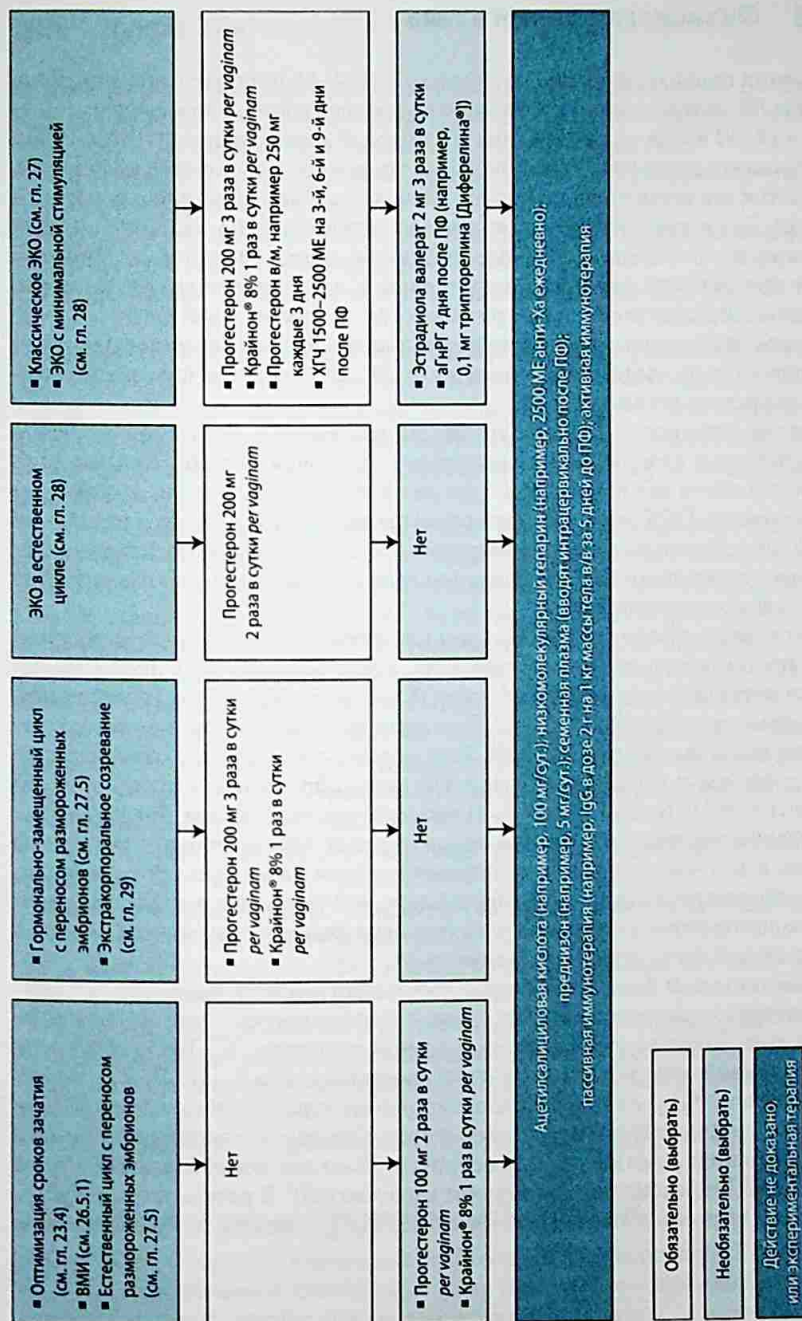 ■ Оптимизация сроков зачатия
(см. гл. 23.4)
■ ВМИ (см. 26.5.1)
■ Естественный цикл с переносом
размороженных эмбрионов
(см. гл. 27.5)
■ Гормонально-замещенный цикл
с переносом размороженных
эмбрионов (см. гл. 27.5)
■ Экстракорпоральное созревание
(см. гл. 29)
ЭКО в естественном
цикле (см. гл. 28)
■ Классическое ЭКО (см. гл. 27)
■ ЭКО с минимальной стимуляцией
(см. гл. 28)
Нет
■ Прогестерон 200 мг 3 раза в сутки
per vaginam
■ Крайнон® 8% 1 раз в сутки
per vaginam
Прогестерон 200 мг
2 раза в сутки per vaginam
■ Прогестерон 200 мг 3 раза в сутки per vaginam
■ Крайнон® 8% 1 раз в сутки per vaginam
■ Прогестерон в/м, например 250 мг
каждые 3 дня
■ ХГЧ 1500–2500 МЕ на 3-й, 6-й и 9-й дни
после ПФ
■ Прогестерон 100 мг 2 раза в сутки
per vaginam
■ Крайнон® 8% 1 раз в сутки per vaginam
Нет
Нет
■ Эстрадиолвалерат 2 мг 3 раза в сутки
■ аГнРГ 4 дня после ПФ (например,
0,1 мг трипторелина [Диферелина®])
Ацетилсалициловая кислота (например, 100 мг/сут.); низкомолекулярный гепарин (например, 2500 МЕ анти-Ха ежедневно);
преднизон (например, 5 мг/сут.); семенная плазма (вводят интрацервикально после ПФ);
пассивная иммунотерапия (например, IgG в дозе 2 г на 1 кг массы тела в/в за 5 дней до ПФ); активная иммунотерапия
Обязательно (выбрать)
Необязательно (выбрать)
Действие не доказано,
или экспериментальная терапия